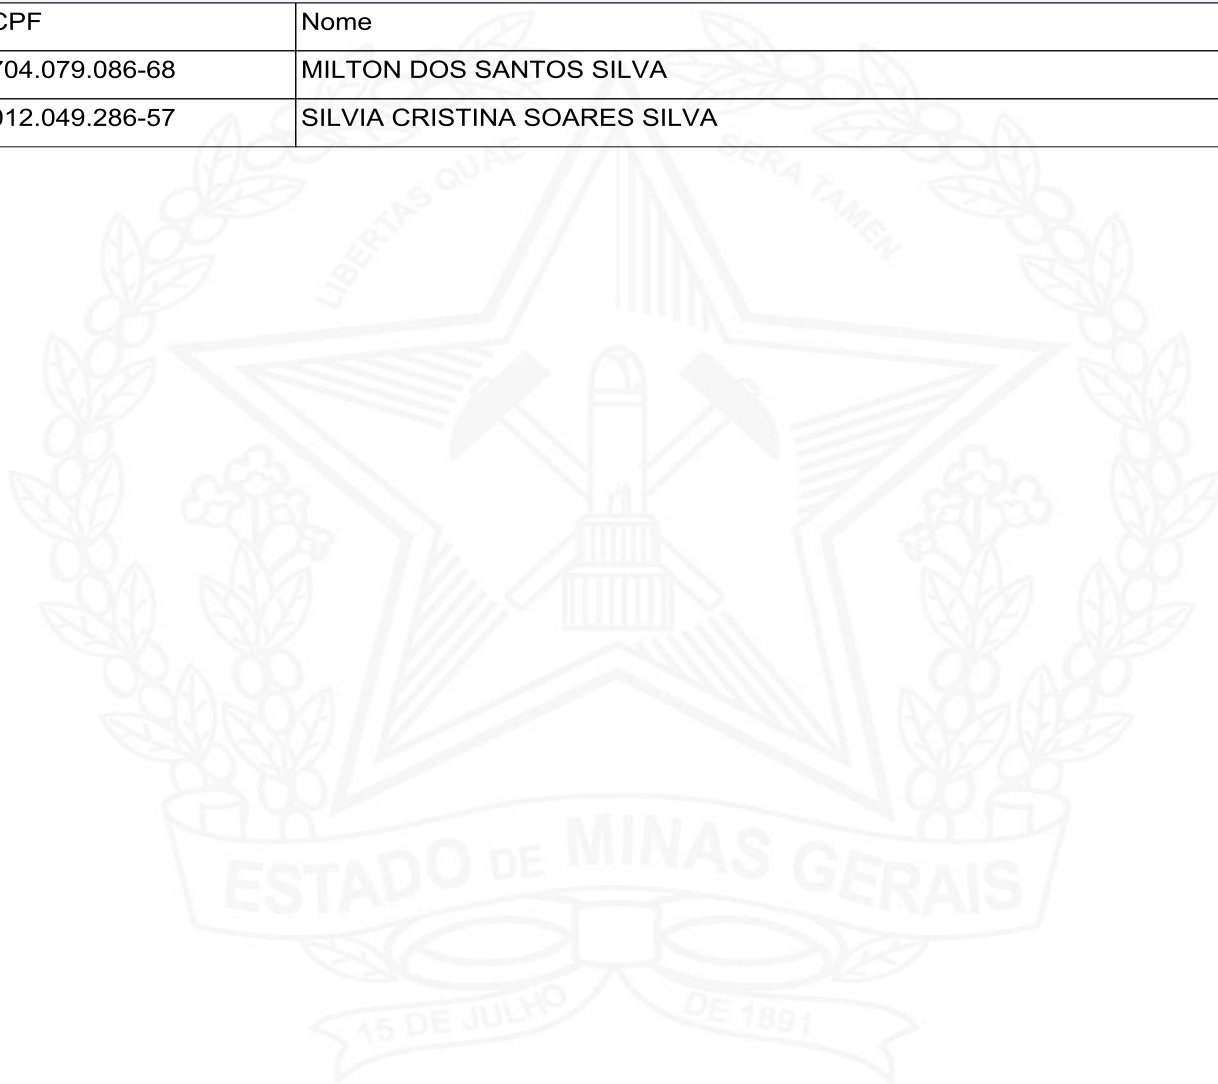 CPF Nome
704.079.086-68 MILTON DOS SANTOS SILVA
012.049.286-57 SILVIA CRISTINA SOARES SILVA
LIBERTAS QUAE SERA TAMEN
ESTADO DE MINAS GERAIS
15 DE JULHO DE 1891